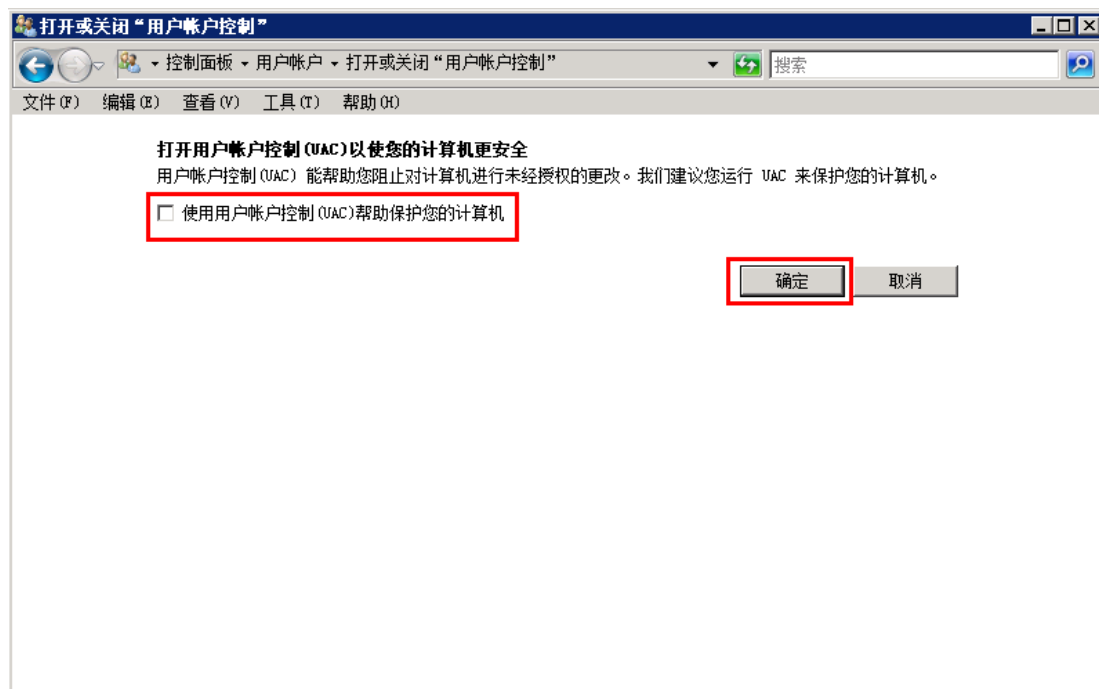 打开或关闭“用户帐户控制”
控制面板 用户帐户 打开或关闭“用户帐户控制” 搜索
文件(F) 编辑(E) 查看(V) 工具(T) 帮助(H)
打开用户帐户控制(UAC)以使您的计算机更安全
用户帐户控制(UAC) 能帮助您阻止对计算机进行未经授权的更改。我们建议您运行 UAC 来保护您的计算机。
使用用户帐户控制(UAC)帮助保护您的计算机
确定 取消